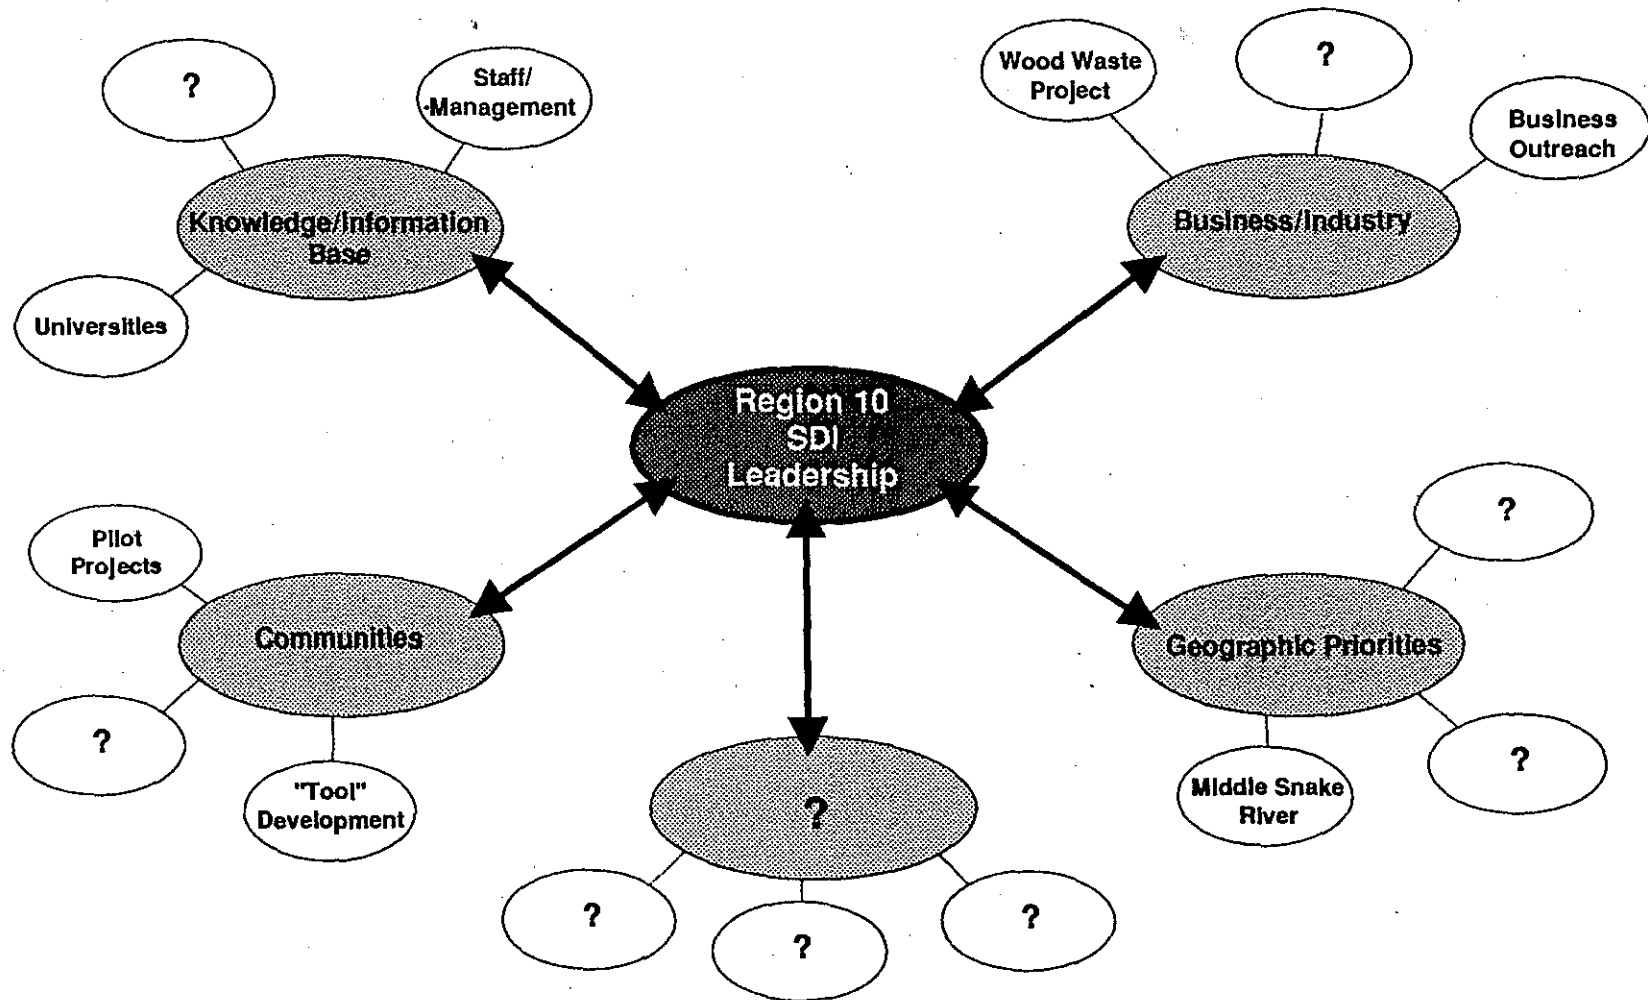 ?
Staff/
Management
Knowledge/Information
Base
Universities
Wood Waste
Project
?
Business
Outreach
Business/Industry
Region 10
SDI
Leadership
Pilot
Projects
Communities
?
"Tool"
Development
?
Geographic Priorities
Middle Snake
River
?
?
?
?
?